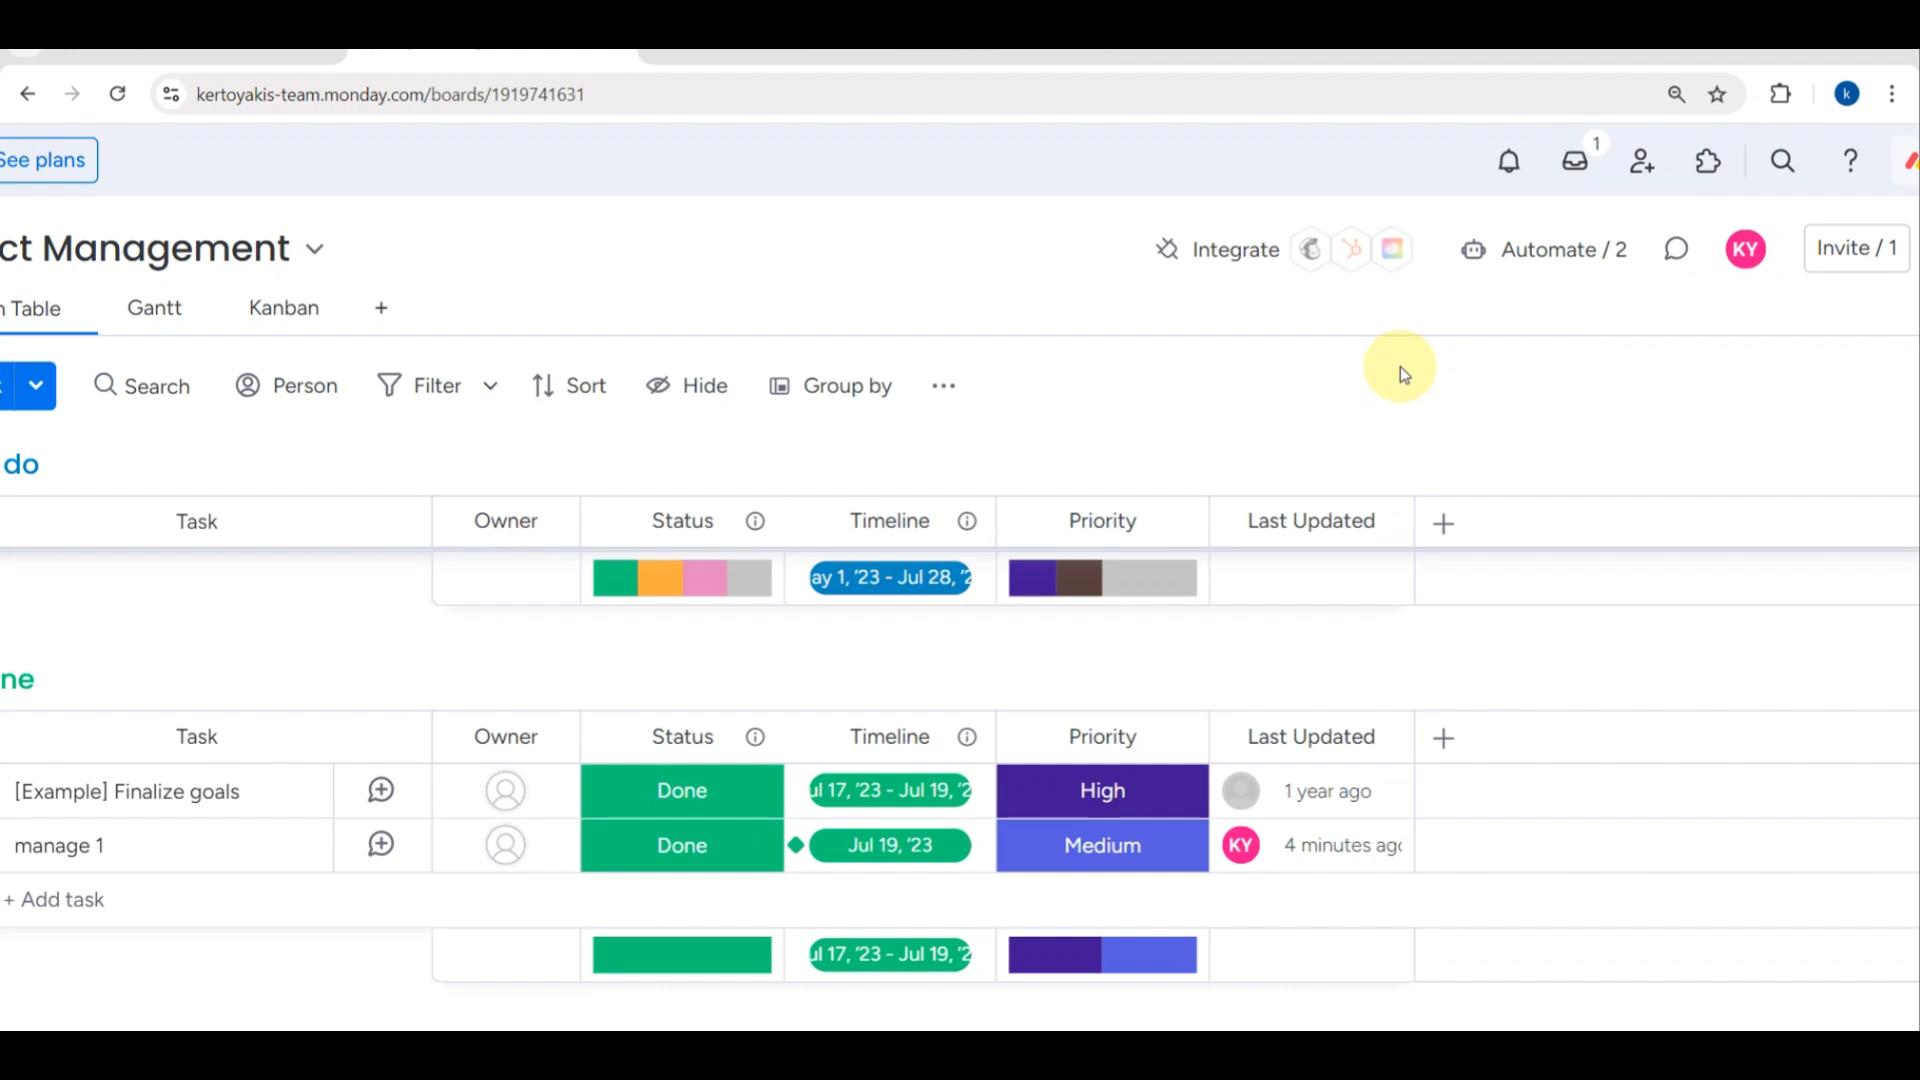 kertoyakis-team.monday.com/boards/1919741631
k
See plans
1
?
ct Management
Integrate
Automate / 2
KY
Invite / 1
Table
Gantt
Kanban
+
Search
Person
Filter
Sort
Hide
Group by
do
Task
Owner
Status
Timeline
Priority
Last Updated
+
ay 1, '23 - Jul 28, '2
ne
Task
Owner
Status
Timeline
Priority
Last Updated
+
[Example] Finalize goals
Done
ul 17, '23 - Jul 19, '2
High
1 year ago
manage 1
Done
Jul 19, '23
Medium
KY
4 minutes ago
+ Add task
ul 17, '23 - Jul 19, '2